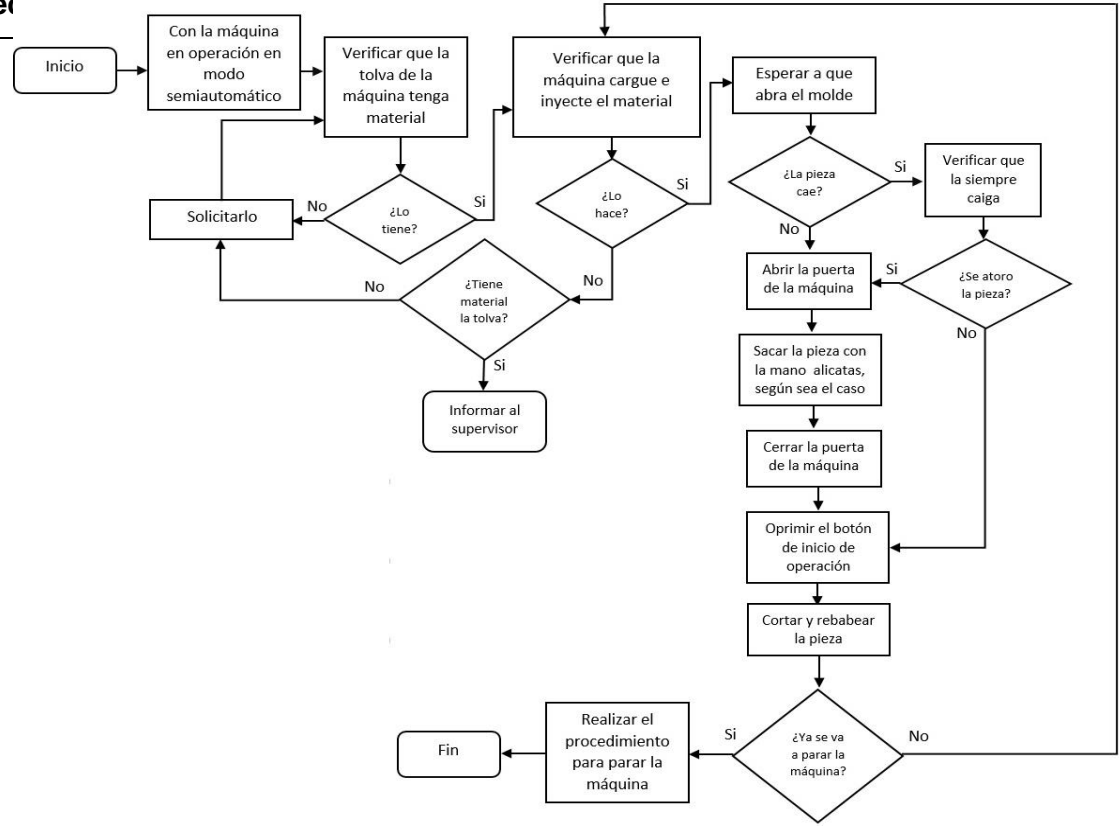 Inicio
Con la máquina
en operación en
modo
semiautomático
Verificar que la
tolva de la
máquina tenga
material
¿Lo
tiene?
No
Si
Solicitarlo
Verificar que la
máquina cargue e
inyecte el material
¿Lo
hace?
Si
No
¿Tiene
material
la tolva?
No
Si
Informar al
supervisor
Esperar a que
abra el molde
¿La pieza
cae?
Si
No
Verificar que
la siempre
caiga
¿Se atoro
la pieza?
Si
No
Abrir la puerta
de la máquina
Sacar la pieza con
la mano alicatas,
según sea el caso
Cerrar la puerta
de la máquina
Oprimir el botón
de inicio de
operación
Cortar y rebabear
la pieza
¿Ya se va
a parar la
máquina?
Si
No
Realizar el
procedimiento
para parar la
máquina
Fin